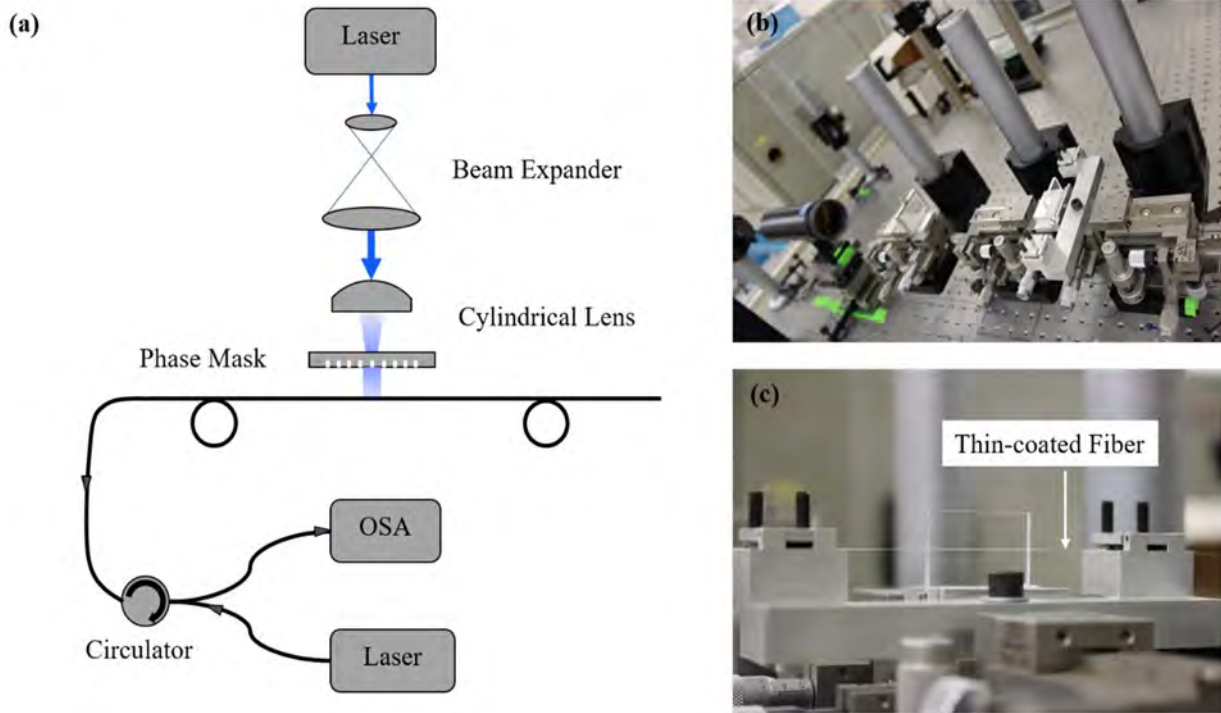 (a)
Laser
Beam Expander
Cylindrical Lens
Phase Mask
OSA
Circulator
Laser
(b)
(c)
Thin-coated Fiber